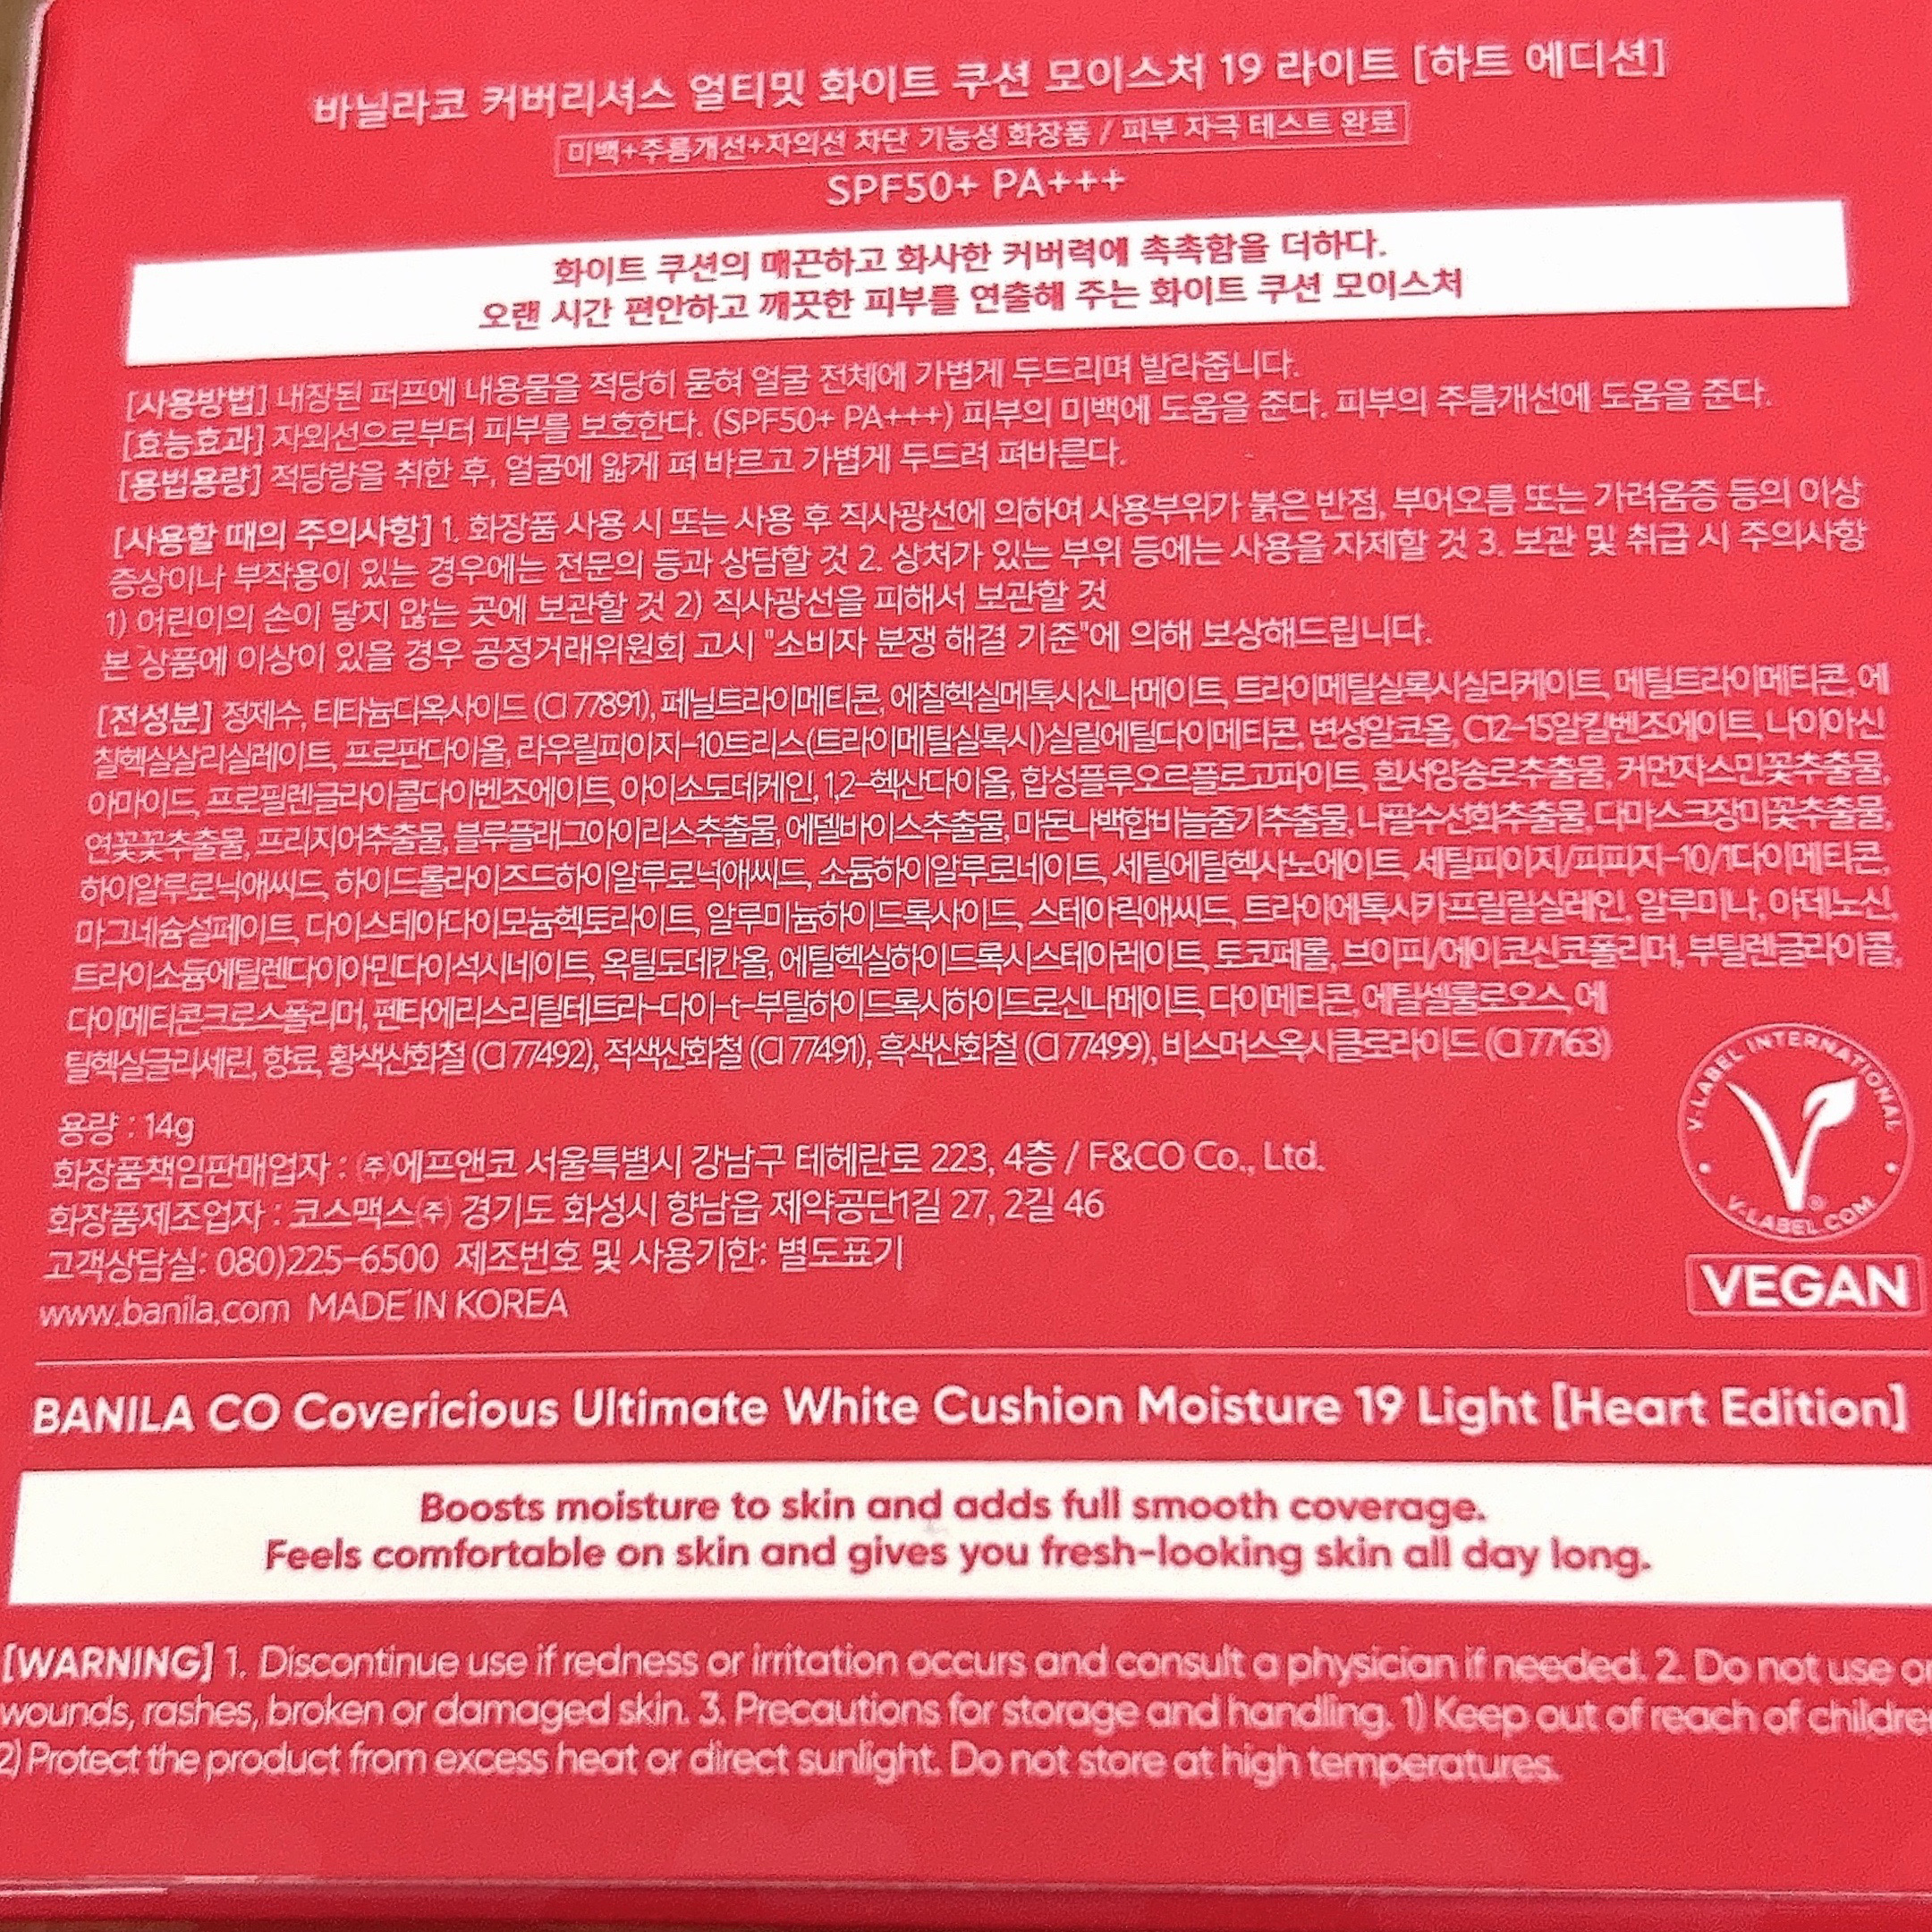 바닐라코 커버리셔스 얼티밋 화이트 쿠션 모이스처 19 라이트 [하트 에디션]
미백+주름개선+자외선 차단 기능성 화장품 / 피부 자극 테스트 완료
SPF50+ PA+++
화이트 쿠션의 매끈하고 화사한 커버력에 촉촉함을 더하다.
오랜 시간 편안하고 깨끗한 피부를 연출해 주는 화이트 쿠션 모이스처
[사용방법] 내장된 퍼프에 내용물을 적당히 묻혀 얼굴 전체에 가볍게 두드리며 발라줍니다.
[효능효과] 자외선으로부터 피부를 보호한다. (SPF50+ PA+++) 피부의 미백에 도움을 준다. 피부의 주름개선에 도움을 준다.
[용법용량] 적당량을 취한 후, 얼굴에 얇게 펴 바르고 가볍게 두드려 펴바른다.
[사용할 때의 주의사항] 1. 화장품 사용 시 또는 사용 후 직사광선에 의하여 사용부위가 붉은 반점, 부어오름 또는 가려움증 등의 이상
증상이나 부작용이 있는 경우에는 전문의 등과 상담할 것 2. 상처가 있는 부위 등에는 사용을 자제할 것 3. 보관 및 취급 시 주의사항
1) 어린이의 손이 닿지 않는 곳에 보관할 것 2) 직사광선을 피해서 보관할 것
본 상품에 이상이 있을 경우 공정거래위원회 고시 "소비자 분쟁 해결 기준"에 의해 보상해드립니다.
[전성분] 정제수, 티타늄디옥사이드 (CI 77891), 페닐트라이메티콘, 에칠헥실메톡시신나메이트, 트라이메틸실록시실리케이트, 메틸트라이메티콘, 에
칠헥실살리실레이트, 프로판다이올, 라우릴피이지-10트리스(트라이메틸실록시)실릴에틸다이메티콘, 변성알코올, C12-15알킬벤조에이트, 나이아신
아마이드, 프로필렌글라이콜다이벤조에이트, 아이소도데케인, 1,2-헥산다이올, 합성플루오르플로고파이트, 흰서양송로추출물, 커먼자스민꽃추출물,
연꽃꽃추출물, 프리지어추출물, 블루플래그아이리스추출물, 에델바이스추출물, 마돈나백합비늘줄기추출물, 나팔수선화추출물, 다마스크장미꽃추출물,
하이알루로닉애씨드, 하이드롤라이즈드하이알루로닉애씨드, 소듐하이알루로네이트, 세틸에틸헥사노에이트, 세틸피이지/피피지-10/1다이메티콘,
마그네슘설페이트, 다이스테아다이모늄헥토라이트, 알루미늄하이드록사이드, 스테아릭애씨드, 트라이에톡시카프릴릴실레인, 알루미나, 아데노신,
트라이소듐에틸렌다이아민다이석시네이트, 옥틸도데칸올, 에틸헥실하이드록시스테아레이트, 토코페롤, 브이피/에이코신코폴리머, 부틸렌글라이콜,
다이메티콘크로스폴리머, 펜타에리스리틸테트라-다이-t-부틸하이드록시하이드로신나메이트, 다이메티콘, 에틸셀룰로오스, 에
틸헥실글리세린, 향료, 황색산화철 (CI 77492), 적색산화철 (CI 77491), 흑색산화철 (CI 77499), 비스머스옥시클로라이드 (CI 77163)
용량 : 14g
화장품책임판매업자 : ㈜에프앤코 서울특별시 강남구 테헤란로 223, 4층 / F&CO Co., Ltd.
화장품제조업자 : 코스맥스㈜ 경기도 화성시 향남읍 제약공단1길 27, 2길 46
고객상담실: 080)225-6500 제조번호 및 사용기한: 별도표기
www.banila.com MADE IN KOREA
V-LABEL INTERNATIONAL
V-LABEL.COM
VEGAN
BANILA CO Covericious Ultimate White Cushion Moisture 19 Light [Heart Edition]
Boosts moisture to skin and adds full smooth coverage.
Feels comfortable on skin and gives you fresh-looking skin all day long.
[WARNING] 1. Discontinue use if redness or irritation occurs and consult a physician if needed. 2. Do not use
wounds, rashes, broken or damaged skin. 3. Precautions for storage and handling. 1) Keep out of reach of childre
2) Protect the product from excess heat or direct sunlight. Do not store at high temperatures.